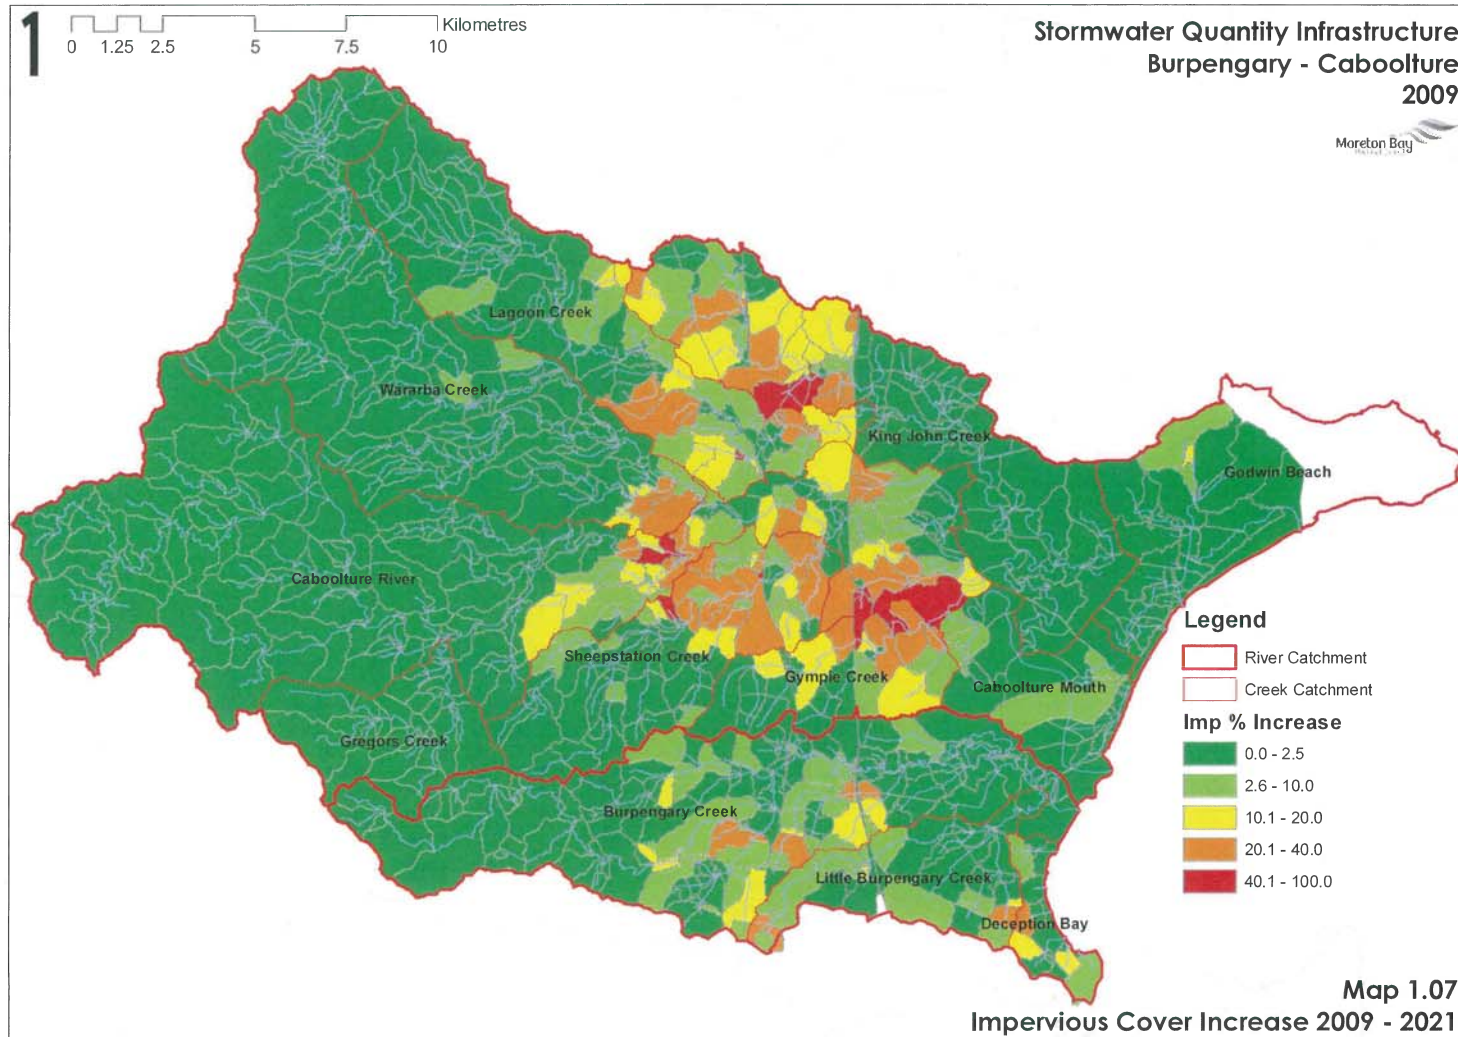 1
Kilometres
0 1.25 2.5 5 7.5 10
Stormwater Quantity Infrastructure
Burpengary - Caboolture
2009
Moreton Bay
Lagoon Creek
Wararba Creek
King John Creek
Godwin Beach
Caboolture River
Sheepstation Creek
Gympie Creek
Caboolture Mouth
Gregors Creek
Burpengary Creek
Little Burpengary Creek
Deception Bay
Legend
River Catchment
Creek Catchment
Imp % Increase
0.0 - 2.5
2.6 - 10.0
10.1 - 20.0
20.1 - 40.0
40.1 - 100.0
Map 1.07
Impervious Cover Increase 2009 - 2021